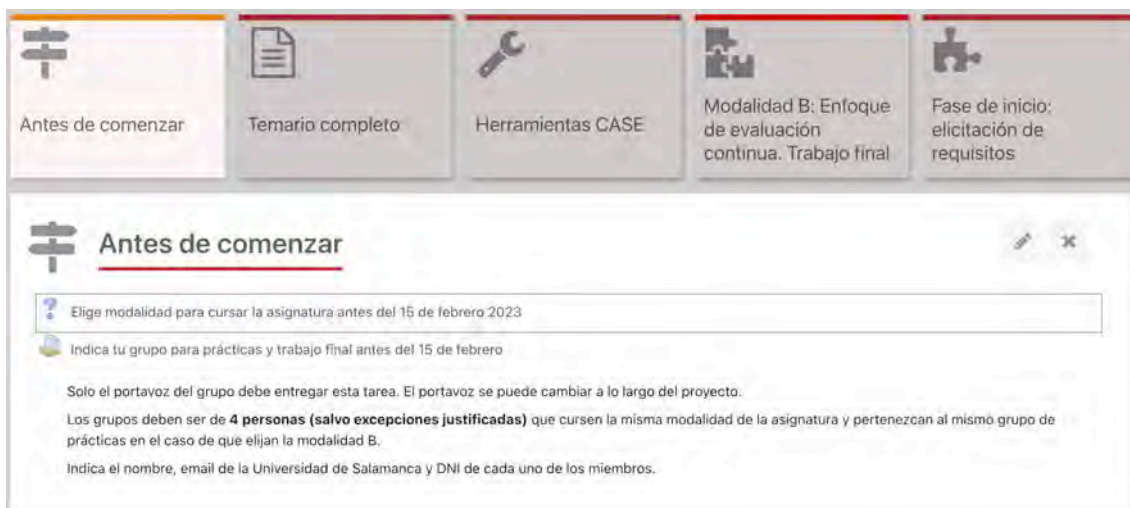 Antes de comenzar
Temario completo
Herramientas CASE
Modalidad B: Enfoque
de evaluación
continua. Trabajo final
Fase de inicio:
elicitación de
requisitos
Antes de comenzar
Elige modalidad para cursar la asignatura antes del 15 de febrero 2023
Indica tu grupo para prácticas y trabajo final antes del 15 de febrero
Solo el portavoz del grupo debe entregar esta tarea. El portavoz se puede cambiar a lo largo del proyecto.
Los grupos deben ser de 4 personas (salvo excepciones justificadas) que cursen la misma modalidad de la asignatura y pertenezcan al mismo grupo de
prácticas en el caso de que elijan la modalidad B.
Indica el nombre, email de la Universidad de Salamanca y DNI de cada uno de los miembros.